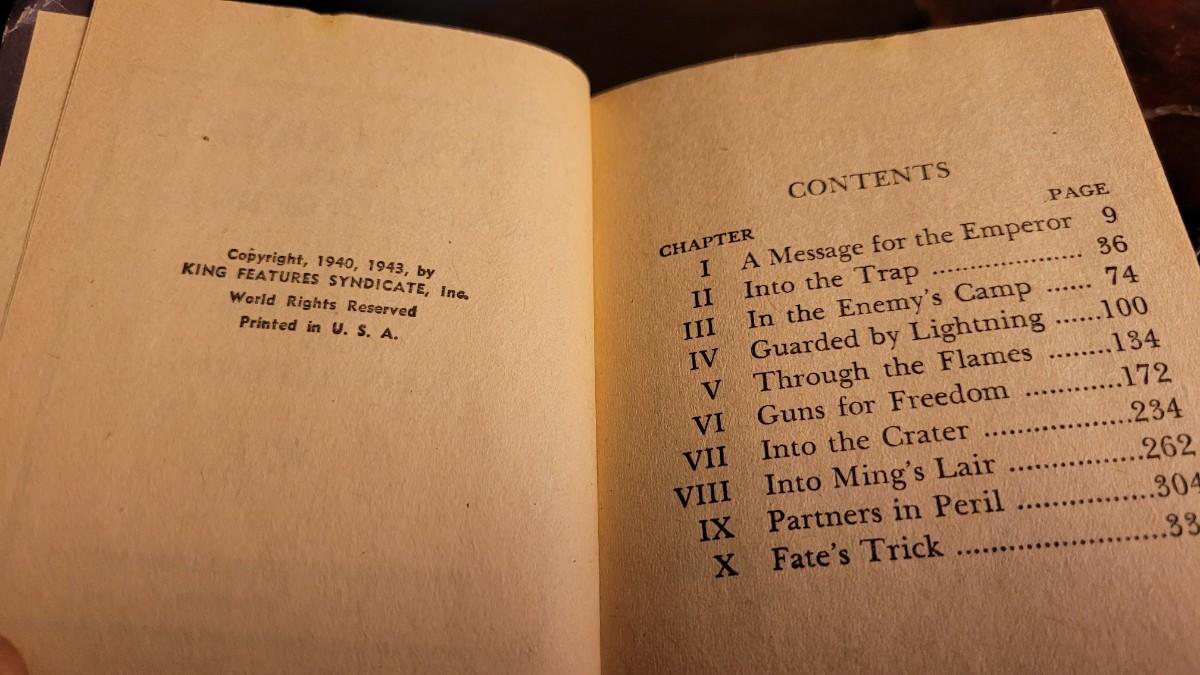 Copyright, 1940, 1943, by
KING FEATURES SYNDICATE, Inc.
World Rights Reserved
Printed in U. S. A.
CONTENTS
CHAPTER PAGE
I A Message for the Emperor 9
II Into the Trap .................... 36
III In the Enemy's Camp ...... 74
IV Guarded by Lightning ......100
V Through the Flames ........134
VI Guns for Freedom ............172
VII Into the Crater ..................234
VIII Into Ming's Lair ................262
IX Partners in Peril .................304
X Fate's Trick